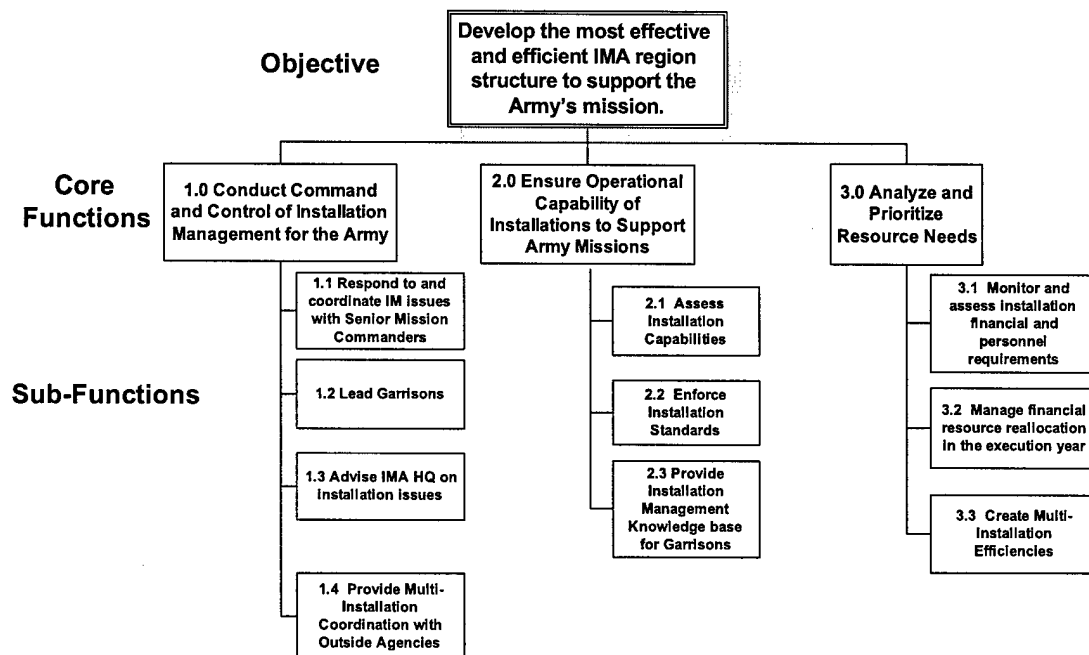 Objective
Develop the most effective
and efficient IMA region
structure to support the
Army's mission.
Core
Functions
1.0 Conduct Command
and Control of Installation
Management for the Army
2.0 Ensure Operational
Capability of
Installations to Support
Army Missions
3.0 Analyze and
Prioritize
Resource Needs
Sub-Functions
1.1 Respond to and
coordinate IM issues
with Senior Mission
Commanders
1.2 Lead Garrisons
1.3 Advise IMA HQ on
installation issues
1.4 Provide Multi-
Installation
Coordination with
Outside Agencies
2.1 Assess
Installation
Capabilities
2.2 Enforce
Installation
Standards
2.3 Provide
Installation
Management
Knowledge base
for Garrisons
3.1 Monitor and
assess installation
financial and
personnel
requirements
3.2 Manage financial
resource reallocation
in the execution year
3.3 Create Multi-
Installation
Efficiencies